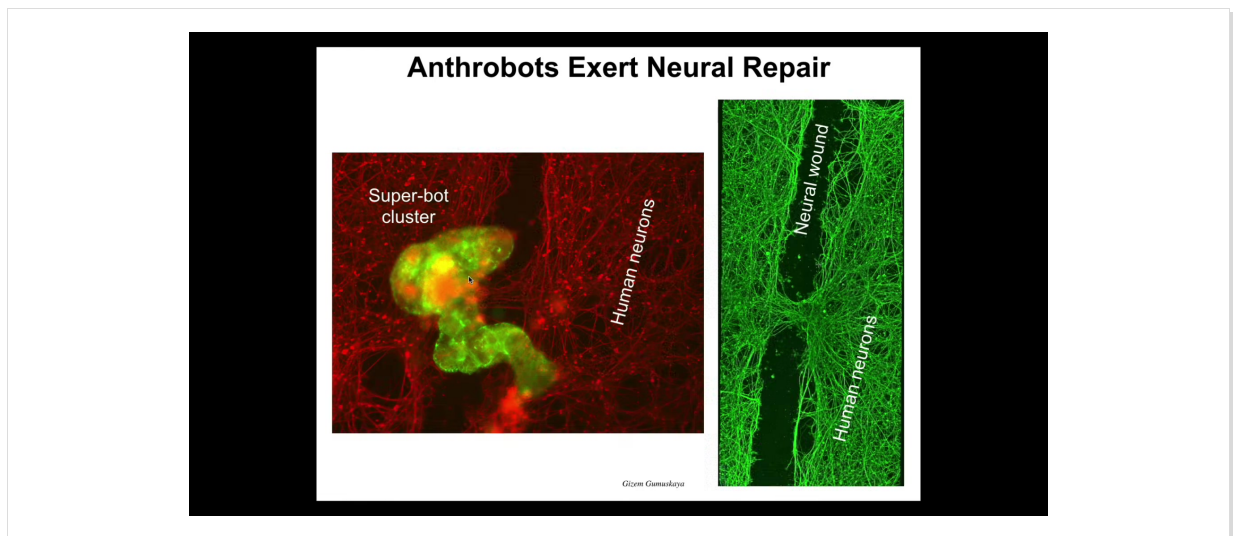 Anthrobots Exert Neural Repair
Super-bot
cluster
Human neurons
Neural wound
Human neurons
Gizem Gumuskaya